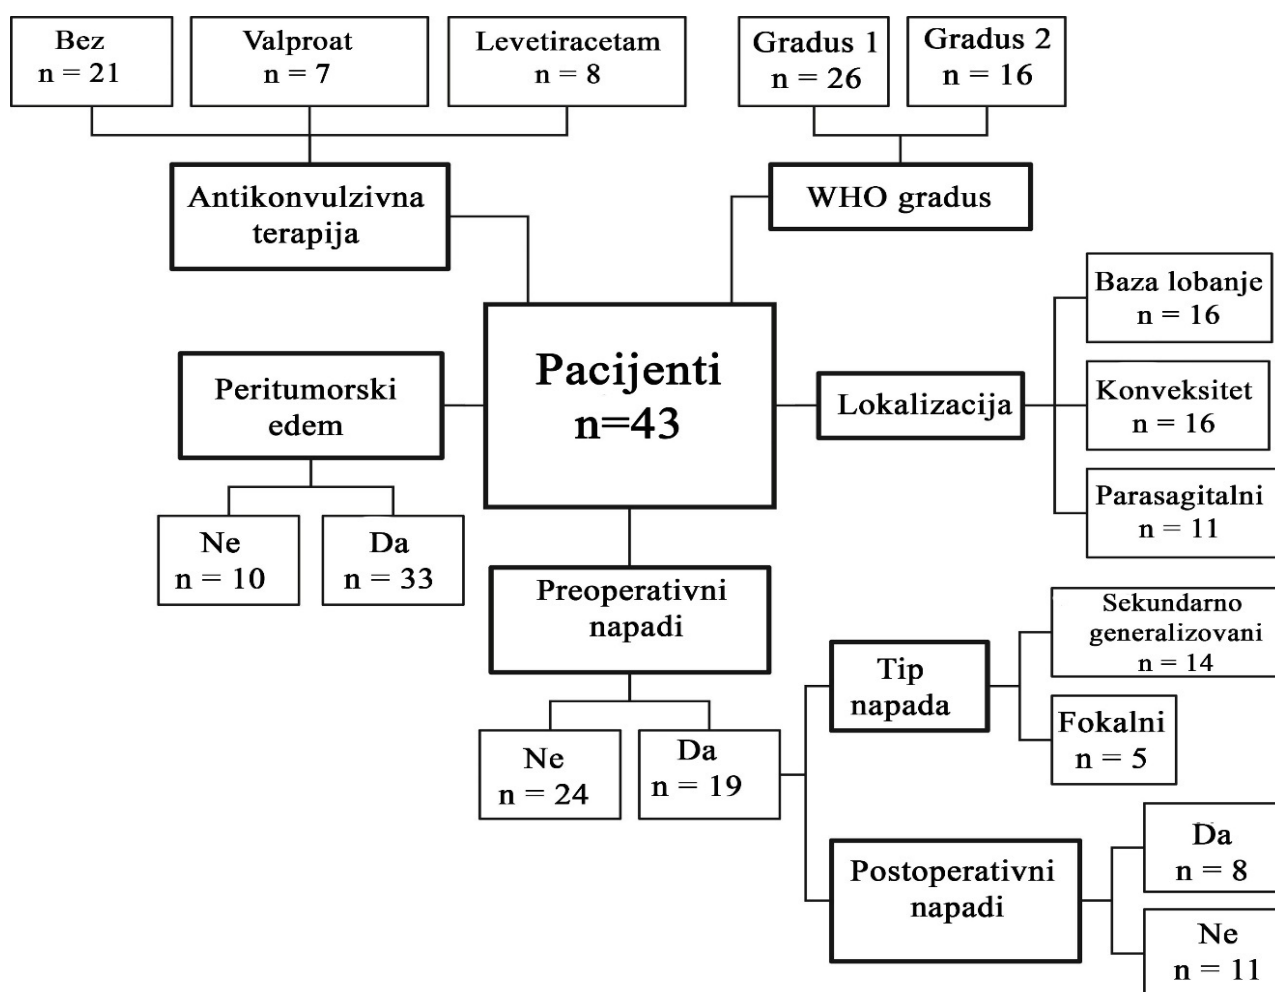 Bez
n = 21
Valproat
n = 7
Levetiracetam
n = 8
Gradus 1
n = 26
Gradus 2
n = 16
Antikonvulzivna
terapija
WHO gradus
Baza lobanje
n = 16
Peritumorski
edem
Pacijenti
n=43
Lokalizacija
Konveksitet
n = 16
Parasagitalni
n = 11
Ne
n = 10
Da
n = 33
Preoperativni
napadi
Sekundarno
generalizovani
n = 14
Tip
napada
Fokalni
n = 5
Ne
n = 24
Da
n = 19
Postoperativni
napadi
Da
n = 8
Ne
n = 11